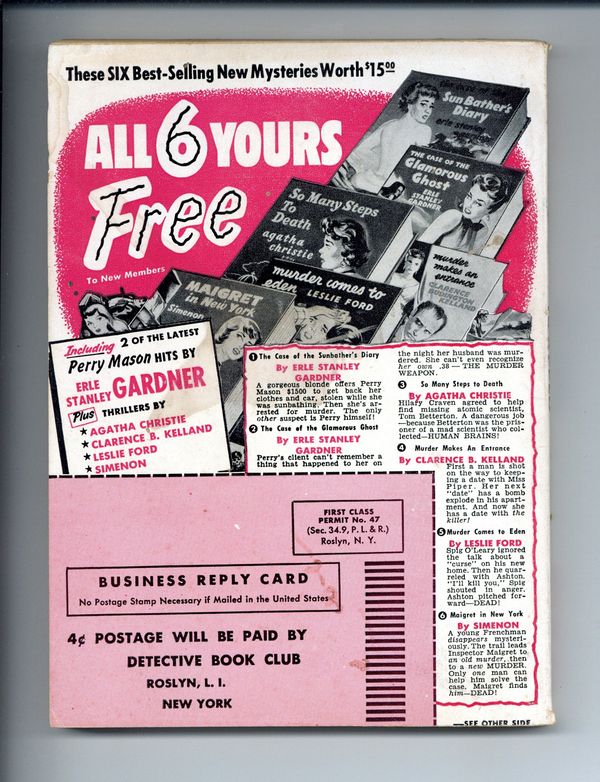 These SIX Best-Selling New Mysteries Worth $15.00
ALL 6 YOURS
Free
To New Members
Sun Bather's
Diary
THE CASE OF THE
Glamorous
Ghost
ERLE
STANLEY
GARDNER
So Many Steps
To
Death
agatha
christie
murder
makes an
entrance
CLARENCE
BUDINGTON
KELLAND
murder comes to
eden
LESLIE FORD
MAIGRET
in New York
Simenon
Including 2 OF THE LATEST
Perry Mason HITS BY
ERLE
STANLEY GARDNER
Plus THRILLERS BY
★ AGATHA CHRISTIE
★ CLARENCE B. KELLAND
★ LESLIE FORD
★ SIMENON
1 The Case of the Sunbather's Diary
By ERLE STANLEY
GARDNER
A gorgeous blonde offers Perry
Mason $1500 to get back her
clothes and car, stolen while she
was sunbathing. Then she's ar-
rested for murder. The only
other suspect is Perry himself!
2 The Case of the Glamorous Ghost
By ERLE STANLEY
GARDNER
Perry's client can't remember a
thing that happened to her on
the night her husband was mur-
dered. She can't even recognize
her own .38 — THE MURDER
WEAPON.
3 So Many Steps to Death
By AGATHA CHRISTIE
Hilary Craven agreed to help
find missing atomic scientist,
Tom Betterton. A dangerous job
—because Betterton was the pris-
oner of a mad scientist who col-
lected—HUMAN BRAINS!
4 Murder Makes An Entrance
By CLARENCE B. KELLAND
First a man is shot
on the way to keep-
ing a date with Miss
Piper. Her next
"date" has a bomb
explode in his apart-
ment. And now she
has a date with the
killer!
5 Murder Comes to Eden
By LESLIE FORD
Spig O'Leary ignored
the talk about a
"curse" on his new
home. Then he quar-
reled with Ashton.
"I'll kill you," Spig
shouted in anger.
Ashton pitched for-
ward—DEAD!
6 Maigret in New York
By SIMENON
A young Frenchman
disappears mysteri-
ously. The trail leads
Inspector Maigret to
an old murder, then
to a new MURDER.
Only one man can
help him solve the
case. Maigret finds
him—DEAD!
—SEE OTHER SIDE
FIRST CLASS
PERMIT No. 47
(Sec. 34.9, P. L. & R.)
Roslyn, N. Y.
BUSINESS REPLY CARD
No Postage Stamp Necessary if Mailed in the United States
4¢ POSTAGE WILL BE PAID BY
DETECTIVE BOOK CLUB
ROSLYN, L. I.
NEW YORK